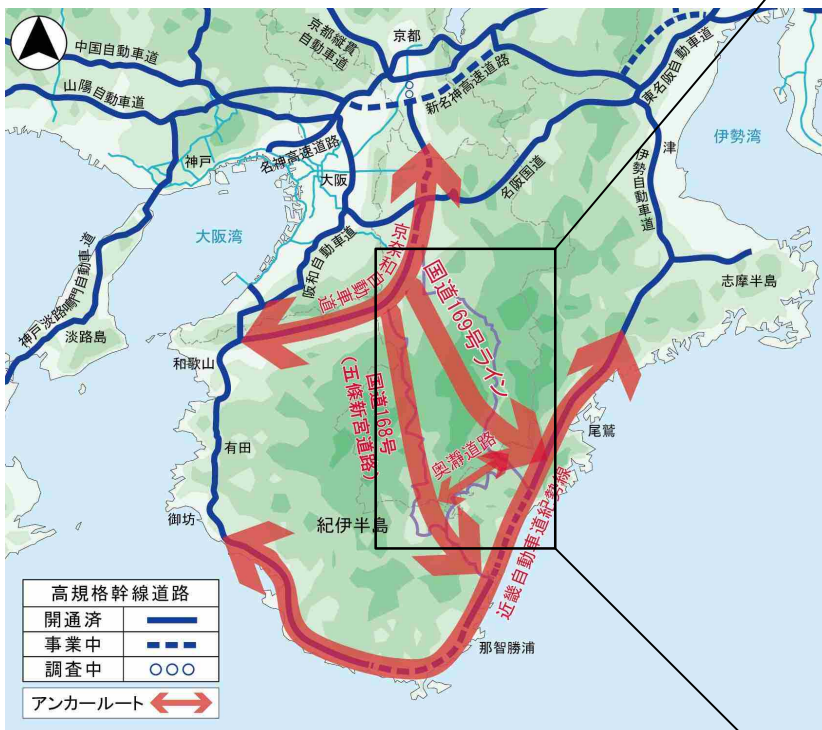 中国自動車道
山陽自動車道
京都縦貫
自動車道
京都
新名神高速道路
東名阪自動車道
名神高速道路
神戸
大阪
名阪国道
津
伊勢自動車道
伊勢湾
大阪湾
阪和自動車道
京奈和自動車道
国道169号ライン
神戸淡路鳴門自動車道
淡路島
志摩半島
和歌山
国道168号
(五條新宮道路)
尾鷲
奥瀞道路
有田
御坊
紀伊半島
近畿自動車道紀勢線
那智勝浦
高規格幹線道路
開通済
事業中
調査中
アンカールート